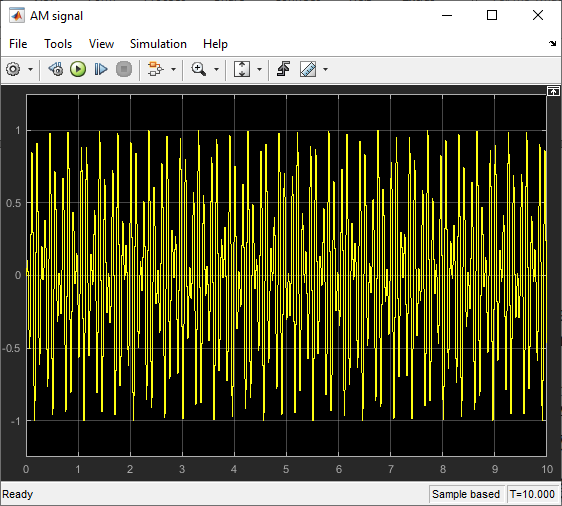 AM signal
File Tools View Simulation Help
1
0.5
0
-0.5
-1
0 1 2 3 4 5 6 7 8 9 10
Ready Sample based T=10.000